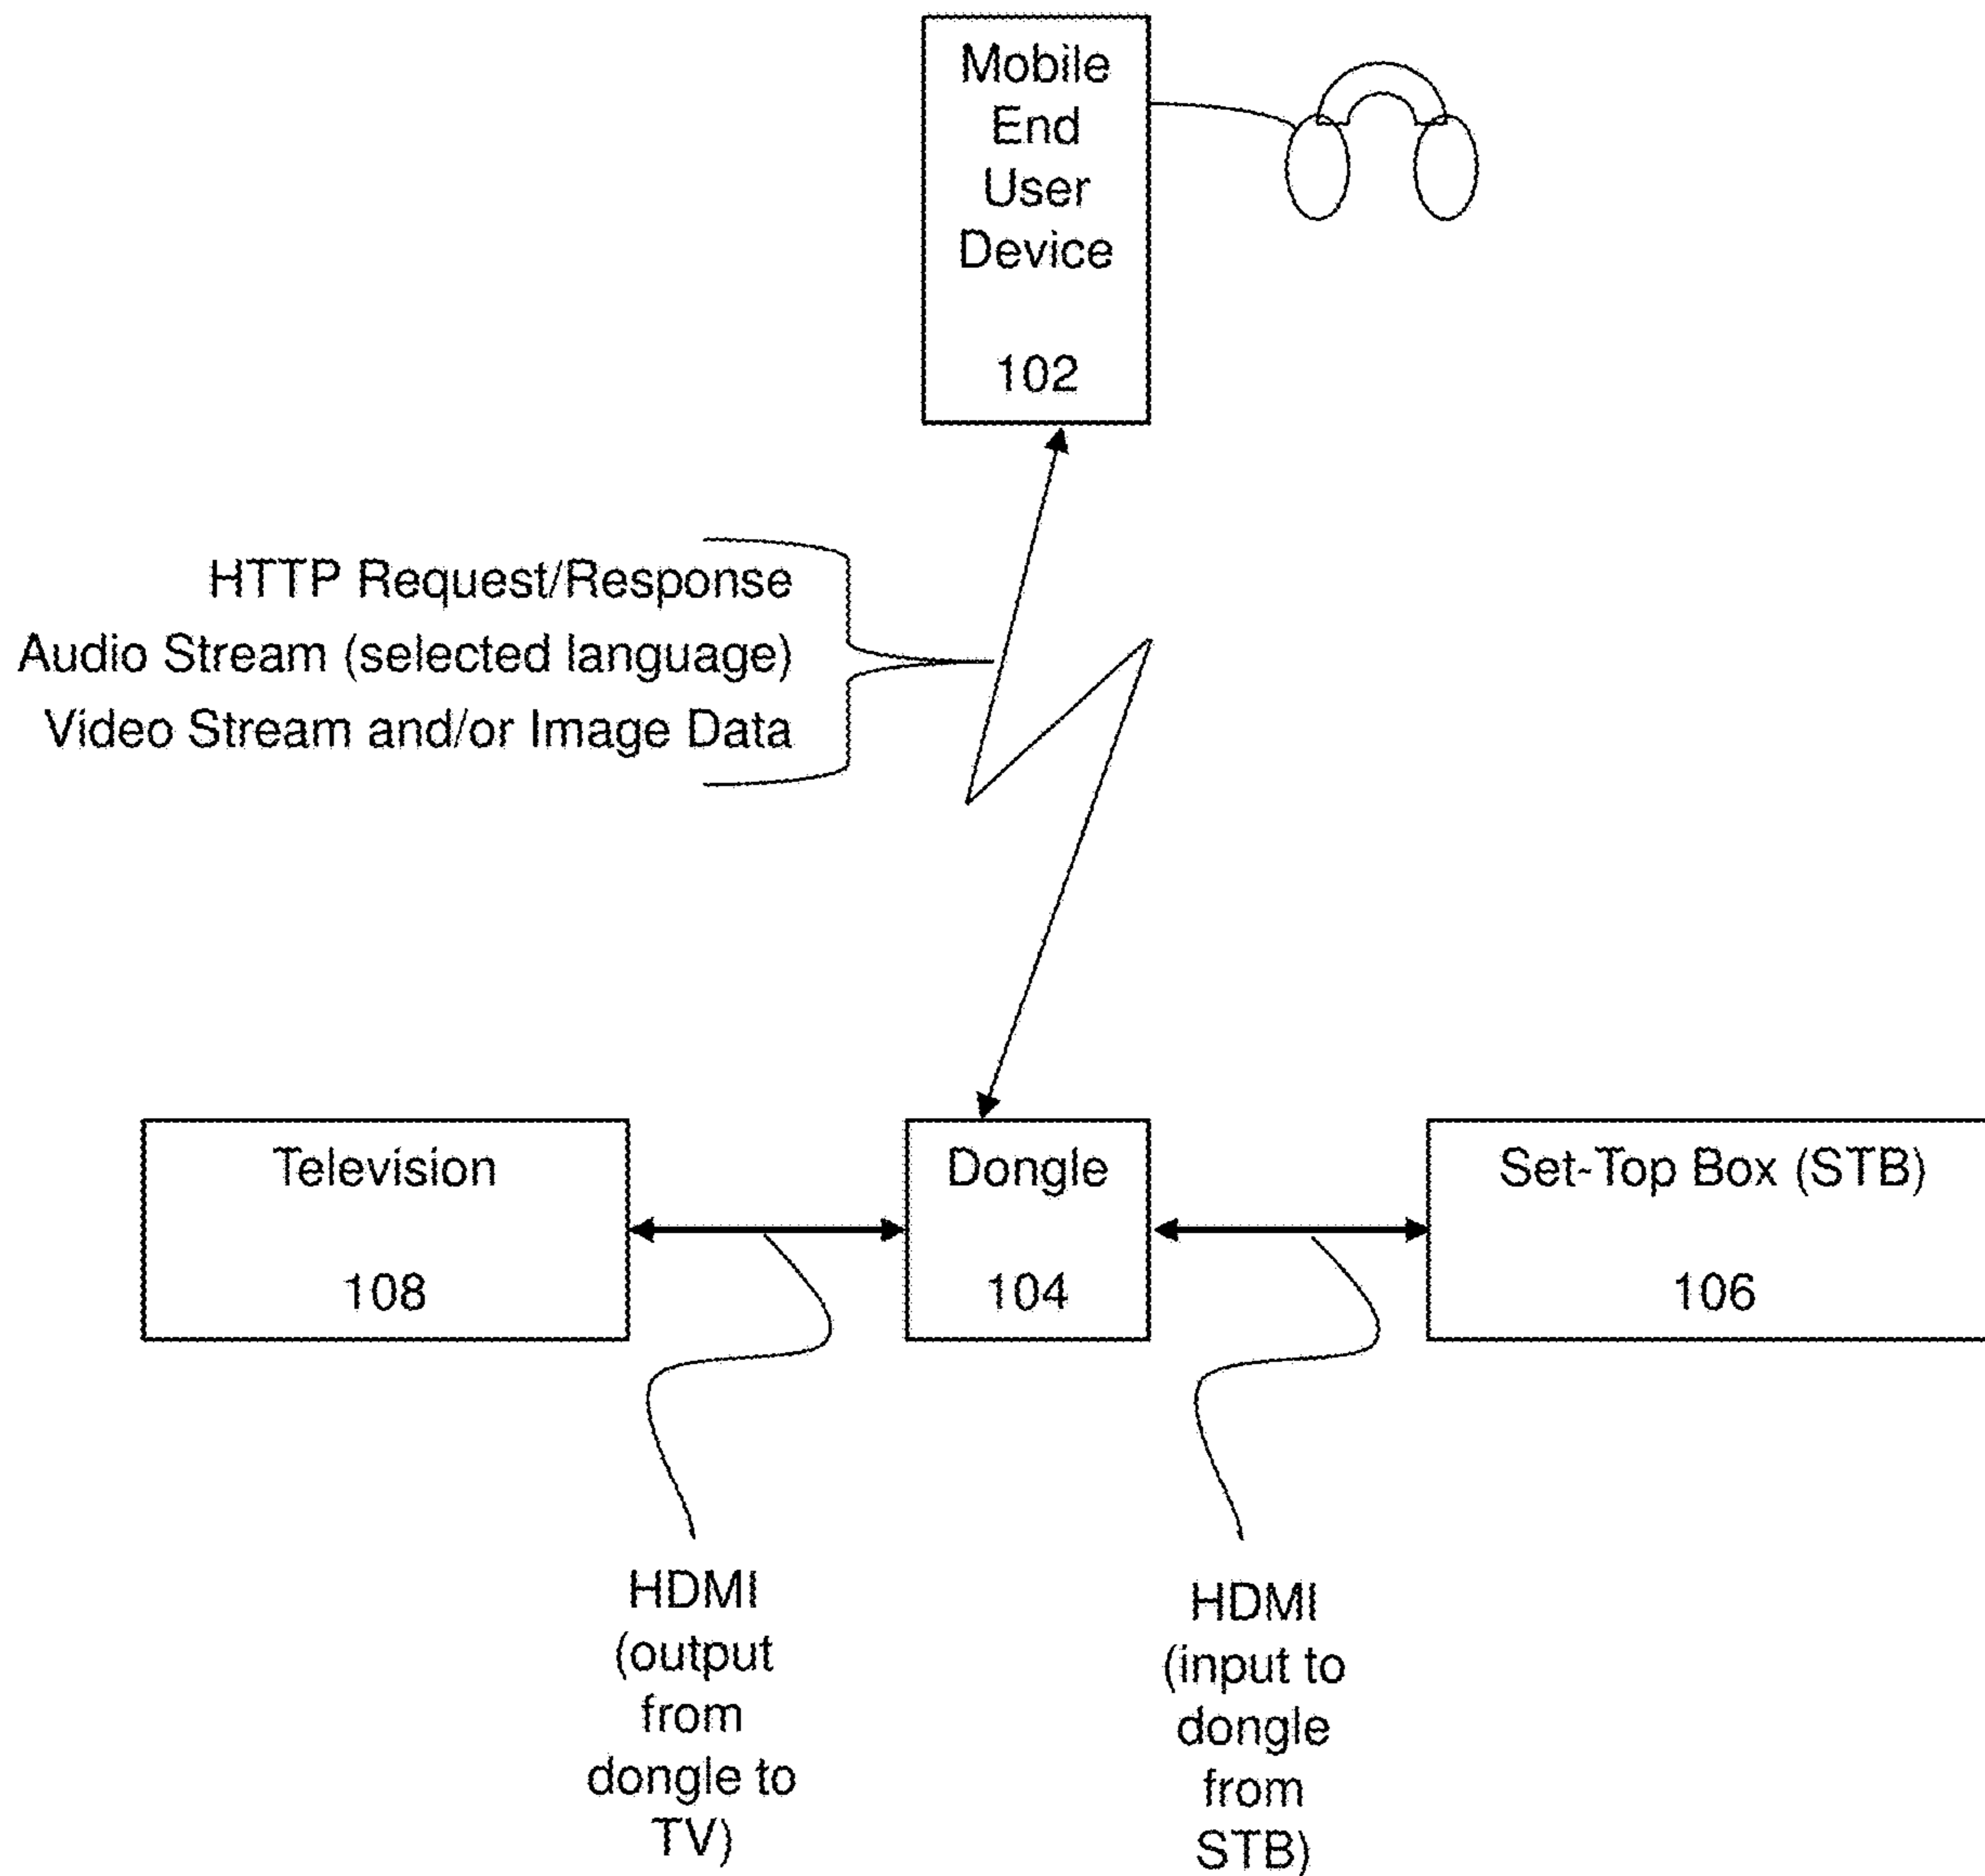 Mobile
End
User
Device
102
HTTP Request/Response
Audio Stream (selected language)
Video Stream and/or Image Data
Television
108
Dongle
104
Set-Top Box (STB)
106
HDMI
(output
from
dongle to
TV)
HDMI
(input to
dongle
from
STB)